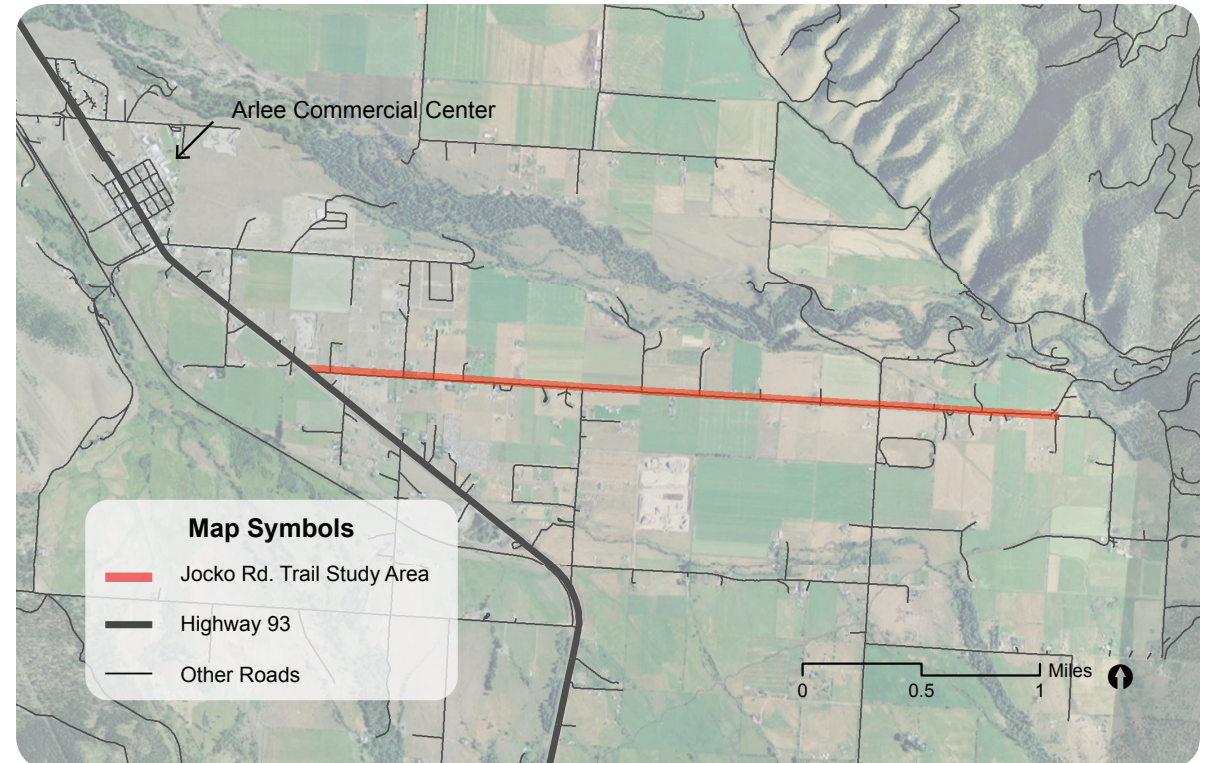 Arlee Commercial Center
Map Symbols
Jocko Rd. Trail Study Area
Highway 93
Other Roads
Miles
0 0.5 1